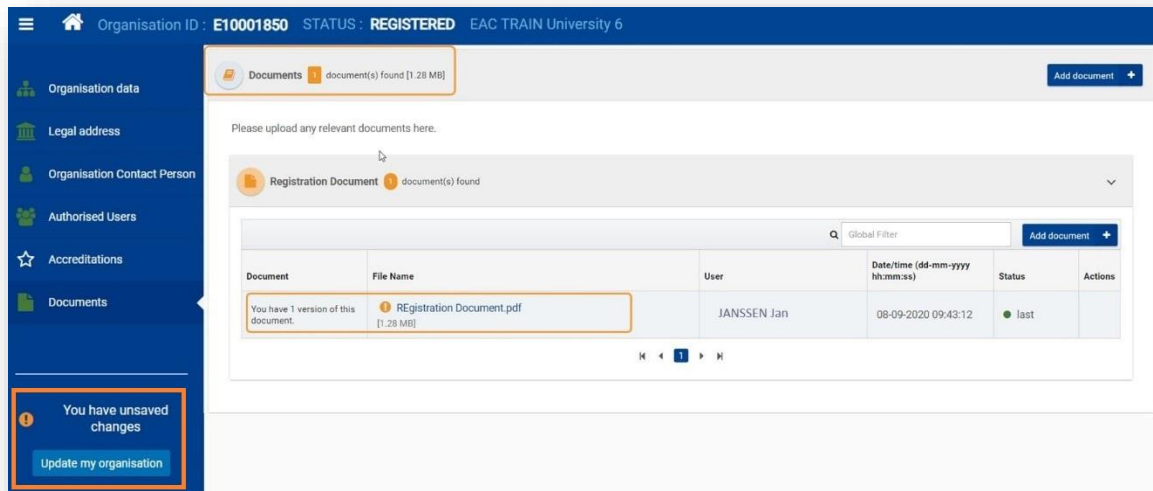 Organisation ID : E10001850 STATUS : REGISTERED EAC TRAIN University 6
Organisation data
Legal address
Organisation Contact Person
Authorised Users
Accreditations
Documents
You have unsaved
changes
Update my organisation
Documents 1 document(s) found [1.28 MB]
Add document +
Please upload any relevant documents here.
Registration Document 1 document(s) found
Global Filter
Add document +
Document File Name User Date/time (dd-mm-yyyy
hh:mm:ss) Status Actions
You have 1 version of this
document.
REgistration Document.pdf
[1.28 MB]
JANSSEN Jan
08-09-2020 09:43:12
last
1